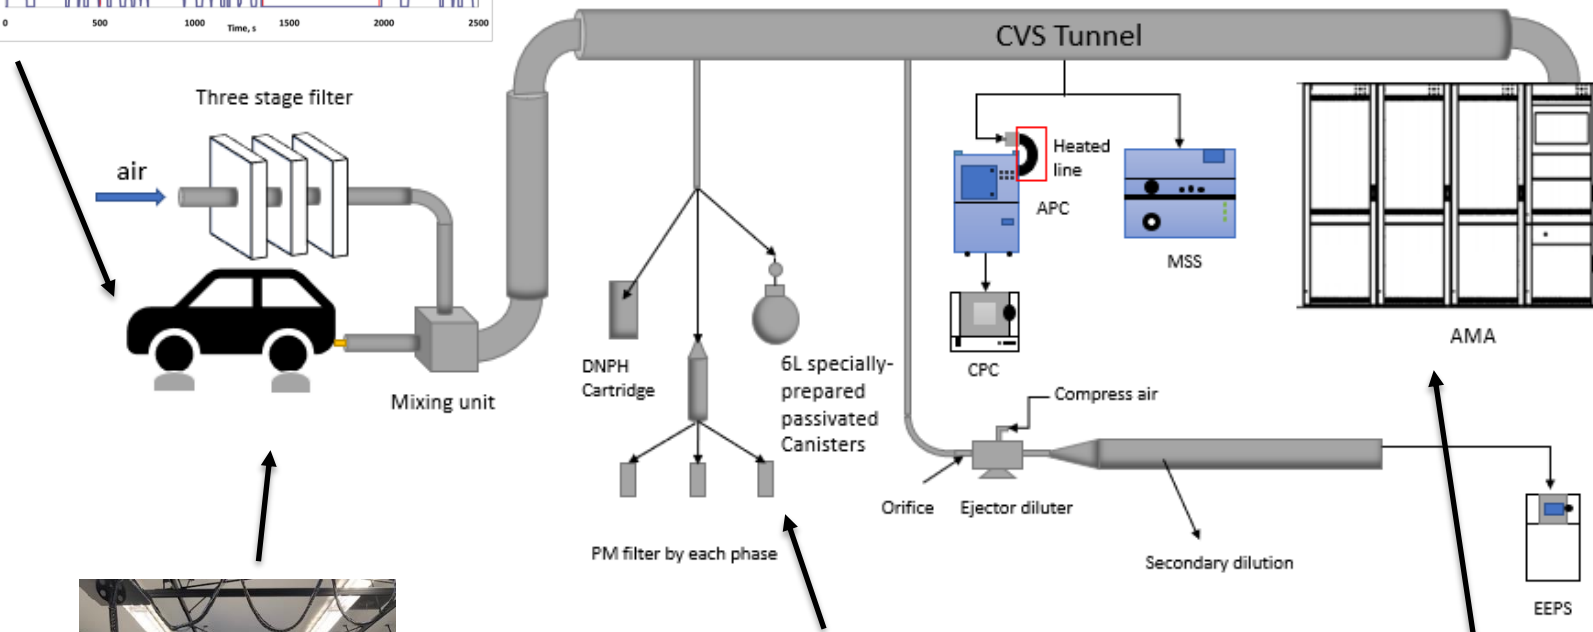 0 500 1000 1500 2000 2500
Time, s
CVS Tunnel
Three stage filter
air
Mixing unit
DNPH
Cartridge
6L specially-
prepared
passivated
Canisters
PM filter by each phase
Heated
line
APC
MSS
CPC
AMA
Compress air
Orifice
Ejector diluter
Secondary dilution
EEPS